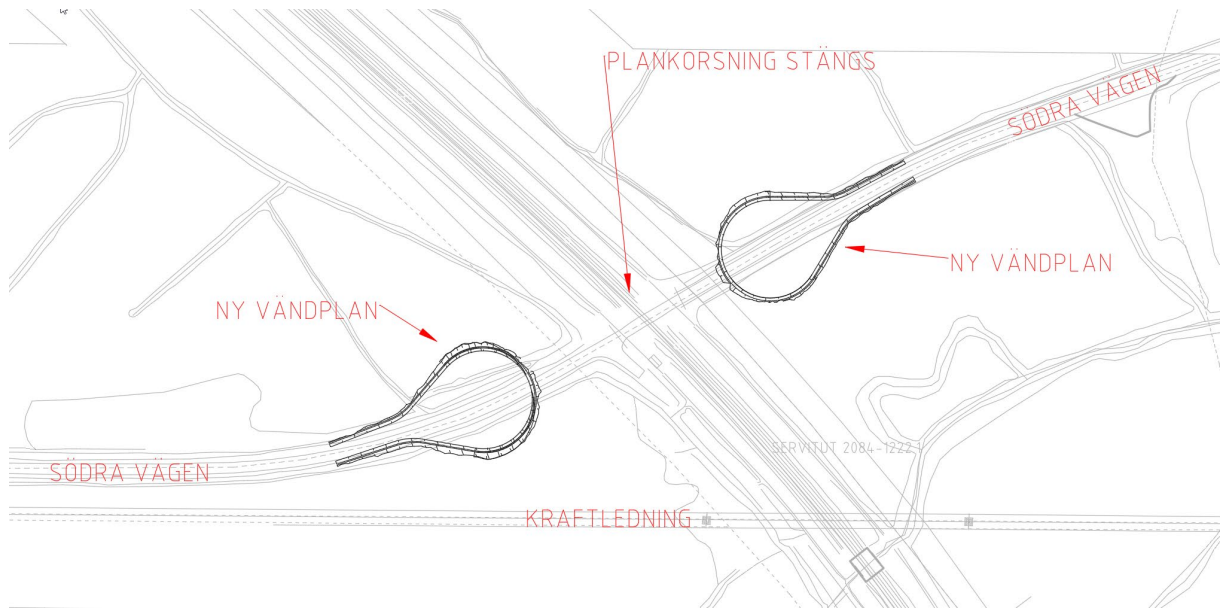 PLANKORSNING STÄNGS
SÖDRA VÄGEN
NY VÄNDPLAN
NY VÄNDPLAN
SERVITUT 2084-1222.1
SÖDRA VÄGEN
KRAFTLEDNING